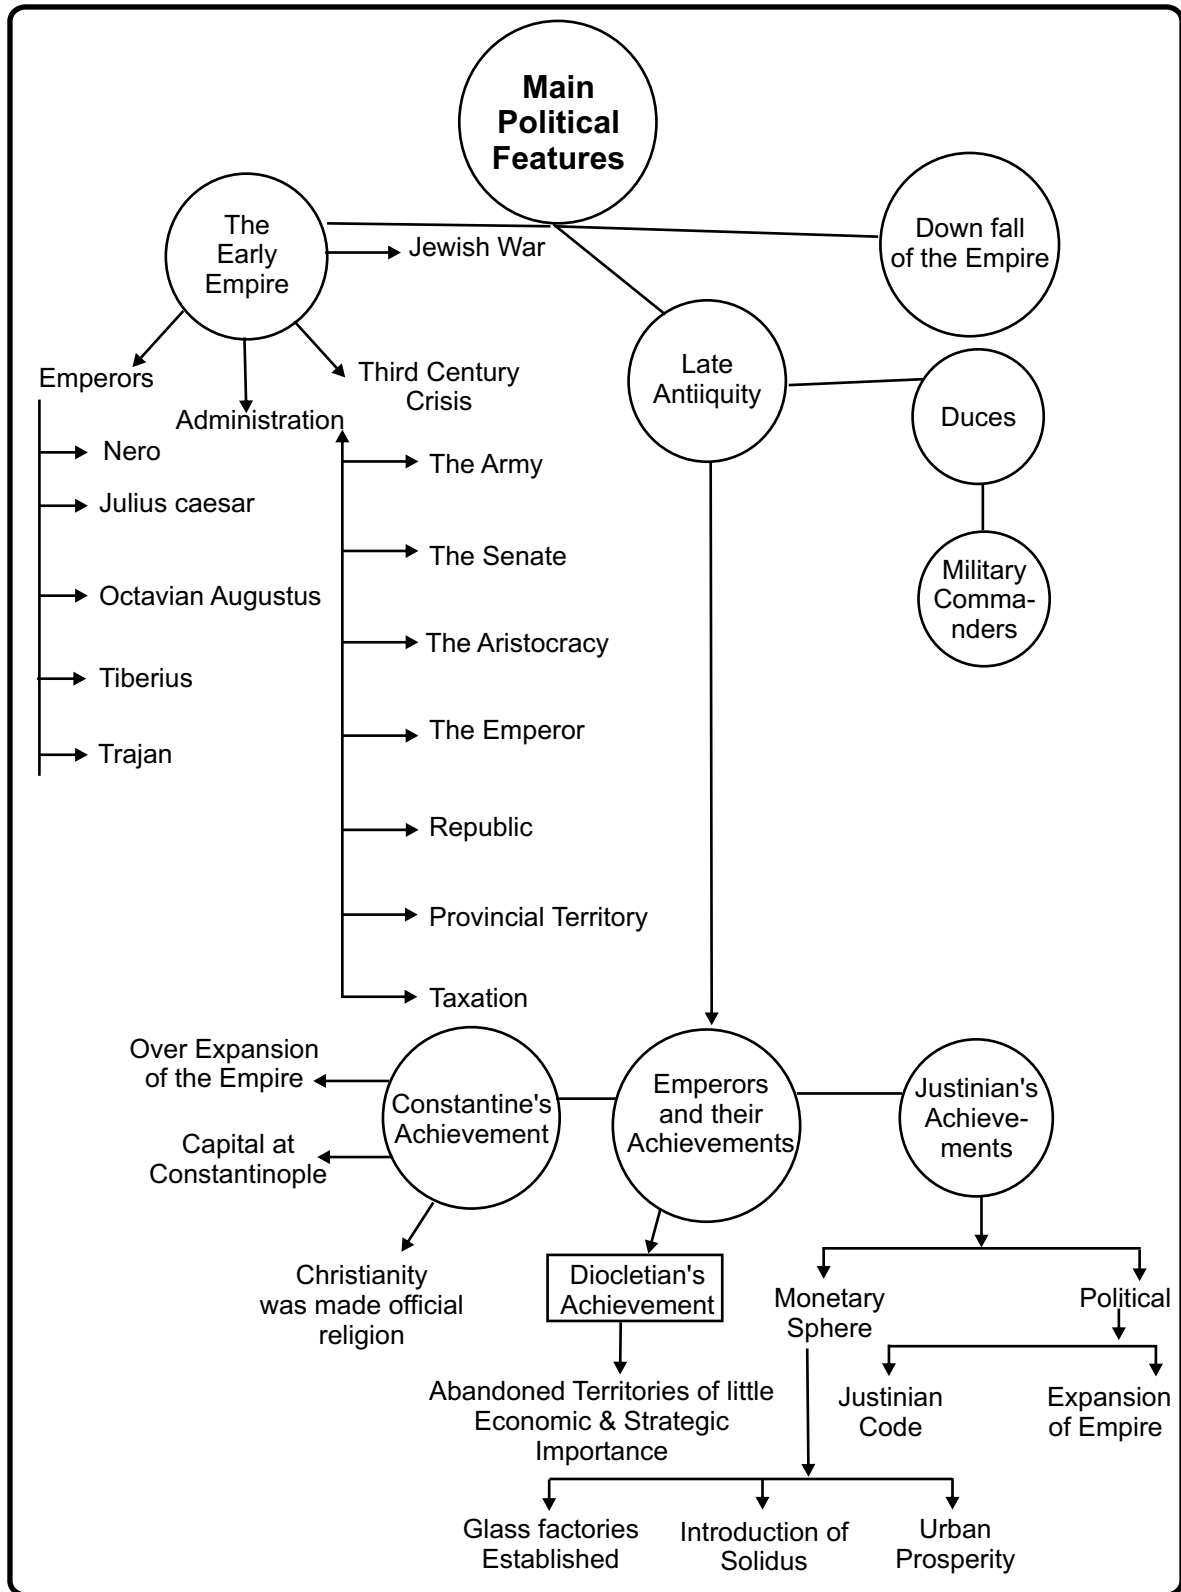 Main
Political
Features
The
Early
Empire
Jewish War
Down fall
of the Empire
Emperors
Administration
Third Century
Crisis
Late
Antiiquity
Duces
Military
Comma-
nders
Nero
Julius caesar
Octavian Augustus
Tiberius
Trajan
The Army
The Senate
The Aristocracy
The Emperor
Republic
Provincial Territory
Taxation
Over Expansion
of the Empire
Capital at
Constantinople
Constantine's
Achievement
Emperors
and their
Achievements
Justinian's
Achieve-
ments
Christianity
was made official
religion
Diocletian's
Achievement
Abandoned Territories of little
Economic & Strategic
Importance
Monetary
Sphere
Political
Justinian
Code
Expansion
of Empire
Glass factories
Established
Introduction of
Solidus
Urban
Prosperity